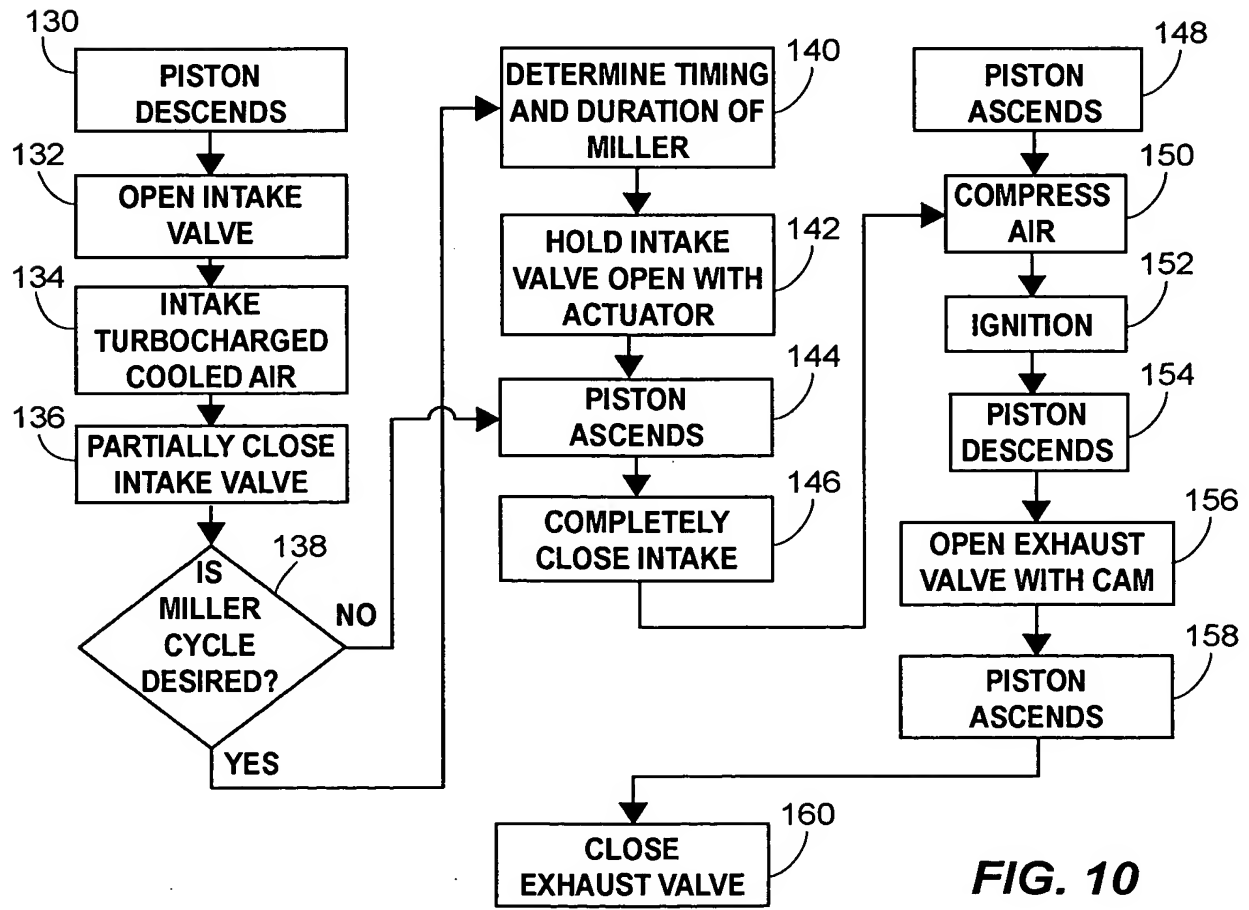 130
PISTON
DESCENDS
132
OPEN INTAKE
VALVE
134
INTAKE
TURBOCHARGED
COOLED AIR
136
PARTIALLY CLOSE
INTAKE VALVE
138
IS
MILLER
CYCLE
DESIRED?
NO
YES
140
DETERMINE TIMING
AND DURATION OF
MILLER
142
HOLD INTAKE
VALVE OPEN WITH
ACTUATOR
144
PISTON
ASCENDS
146
COMPLETELY
CLOSE INTAKE
148
PISTON
ASCENDS
150
COMPRESS
AIR
152
IGNITION
154
PISTON
DESCENDS
156
OPEN EXHAUST
VALVE WITH CAM
158
PISTON
ASCENDS
160
CLOSE
EXHAUST VALVE
FIG. 10